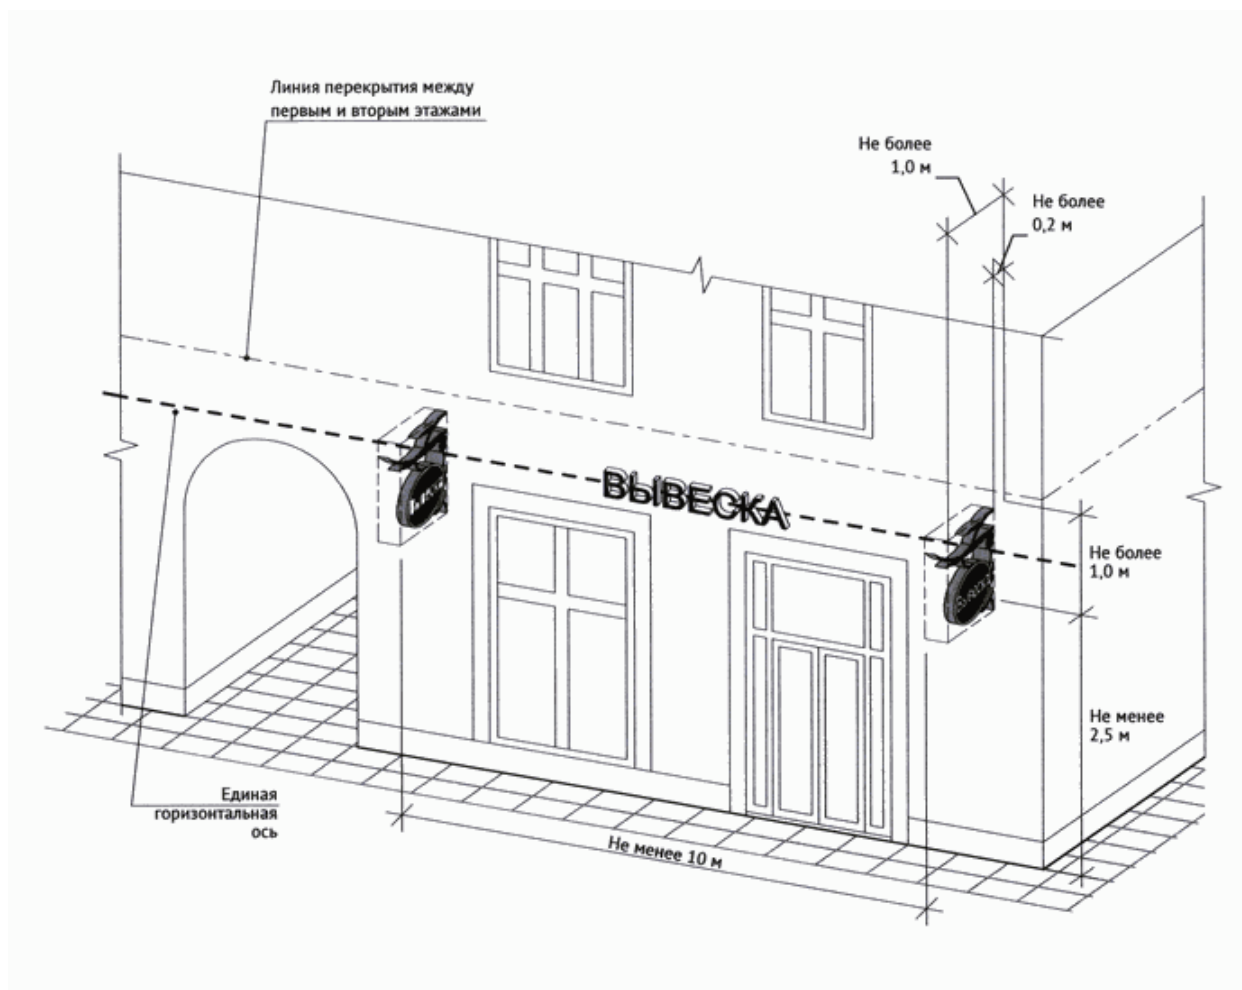 Линия перекрытия между
первым и вторым этажами
Не более
1,0 м
Не более
0,2 м
ВЫВЕСКА
Не более
1,0 м
Не менее
2,5 м
Единая
горизонтальная
ось
Не менее 10 м